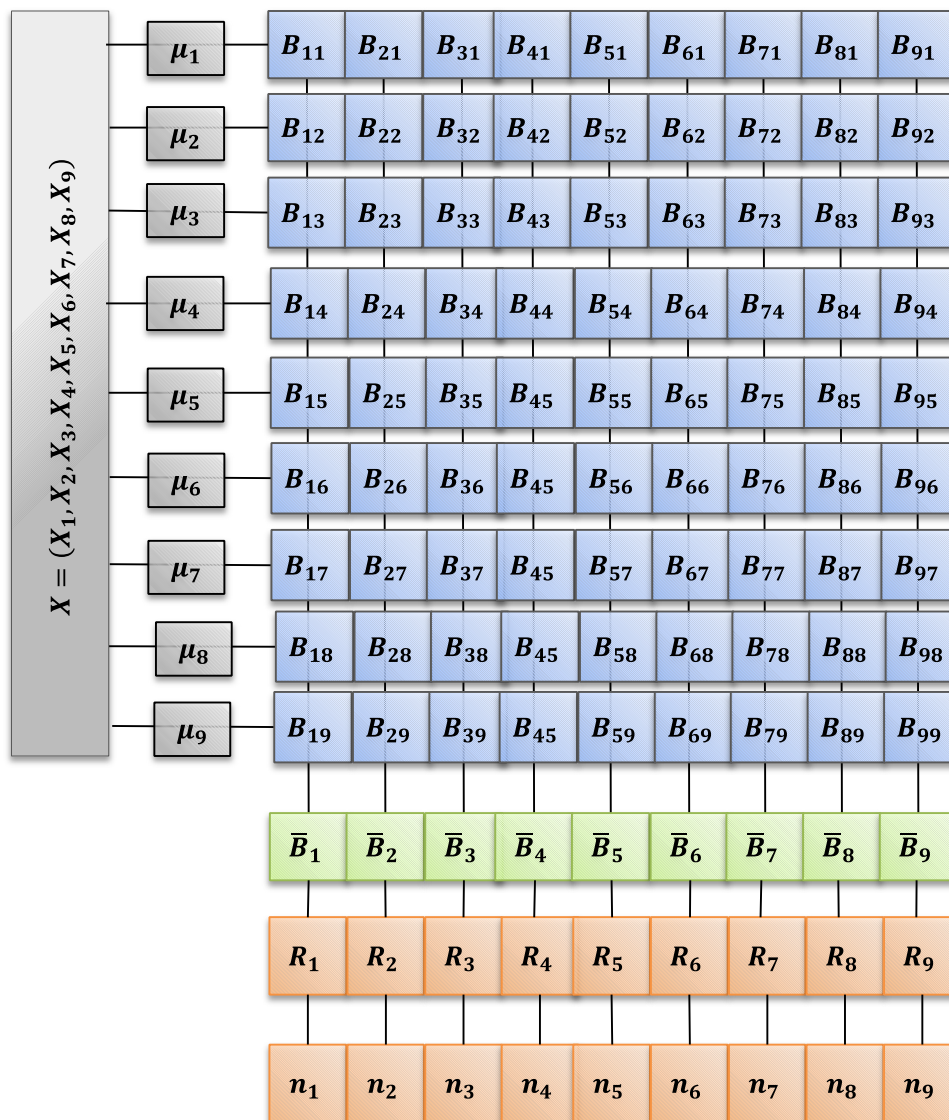 X = (X₁, X₂, X₃, X₄, X₅, X₆, X₇, X₈, X₉)
μ₁ B₁₁ B₂₁ B₃₁ B₄₁ B₅₁ B₆₁ B₇₁ B₈₁ B₉₁
μ₂ B₁₂ B₂₂ B₃₂ B₄₂ B₅₂ B₆₂ B₇₂ B₈₂ B₉₂
μ₃ B₁₃ B₂₃ B₃₃ B₄₃ B₅₃ B₆₃ B₇₃ B₈₃ B₉₃
μ₄ B₁₄ B₂₄ B₃₄ B₄₄ B₅₄ B₆₄ B₇₄ B₈₄ B₉₄
μ₅ B₁₅ B₂₅ B₃₅ B₄₅ B₅₅ B₆₅ B₇₅ B₈₅ B₉₅
μ₆ B₁₆ B₂₆ B₃₆ B₄₅ B₅₆ B₆₆ B₇₆ B₈₆ B₉₆
μ₇ B₁₇ B₂₇ B₃₇ B₄₅ B₅₇ B₆₇ B₇₇ B₈₇ B₉₇
μ₈ B₁₈ B₂₈ B₃₈ B₄₅ B₅₈ B₆₈ B₇₈ B₈₈ B₉₈
μ₉ B₁₉ B₂₉ B₃₉ B₄₅ B₅₉ B₆₉ B₇₉ B₈₉ B₉₉
B̅₁ B̅₂ B̅₃ B̅₄ B̅₅ B̅₆ B̅₇ B̅₈ B̅₉
R₁ R₂ R₃ R₄ R₅ R₆ R₇ R₈ R₉
n₁ n₂ n₃ n₄ n₅ n₆ n₇ n₈ n₉